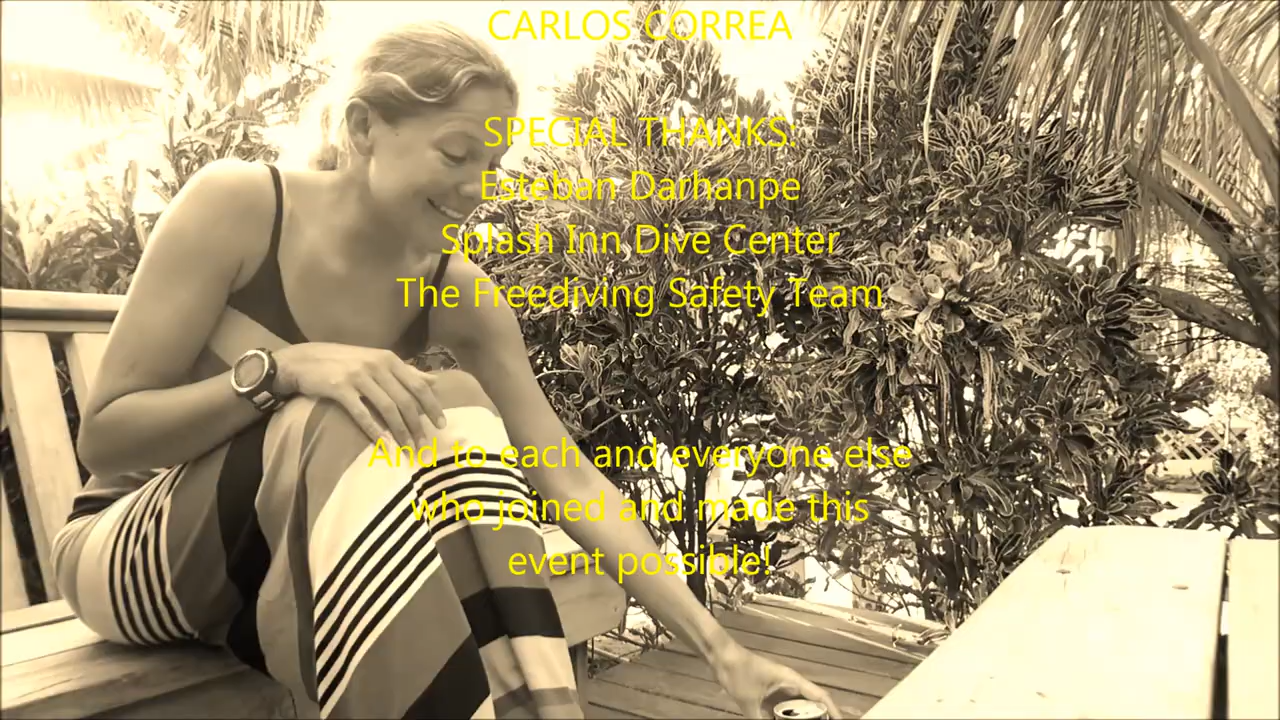 CARLOS CORREA
SPECIAL THANKS:
Esteban Darhanpe
Splash Inn Dive Center
The Freediving Safety Team
And to each and everyone else
who joined and made this
event possible!